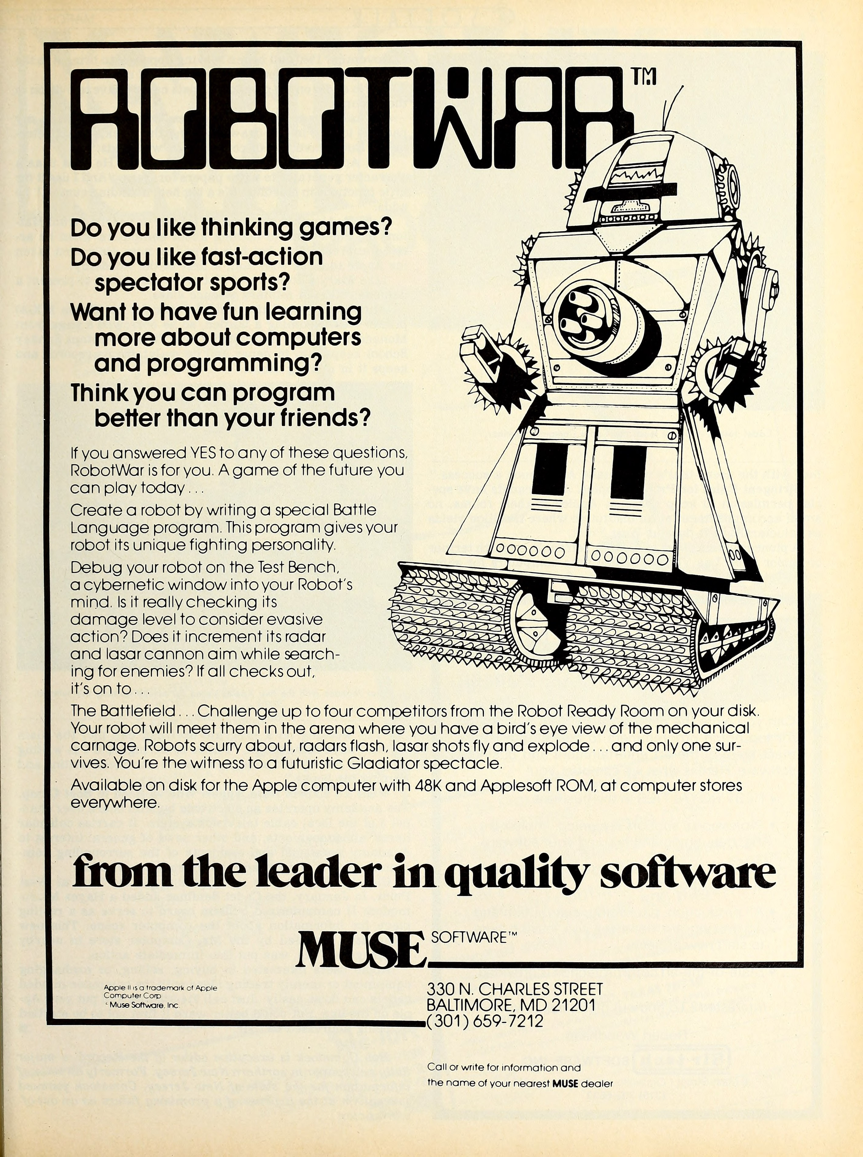 ROBOTWAR™
Do you like thinking games?
Do you like fast-action
spectator sports?
Want to have fun learning
more about computers
and programming?
Think you can program
better than your friends?
If you answered YES to any of these questions,
RobotWar is for you. A game of the future you
can play today...
Create a robot by writing a special Battle
Language program. This program gives your
robot its unique fighting personality.
Debug your robot on the Test Bench,
a cybernetic window into your Robot's
mind. Is it really checking its
damage level to consider evasive
action? Does it increment its radar
and lasar cannon aim while search-
ing for enemies? If all checks out,
it's on to...
The Battlefield...Challenge up to four competitors from the Robot Ready Room on your disk.
Your robot will meet them in the arena where you have a bird's eye view of the mechanical
carnage. Robots scurry about, radars flash, lasar shots fly and explode...and only one sur-
vives. You're the witness to a futuristic Gladiator spectacle.
Available on disk for the Apple computer with 48K and Applesoft ROM, at computer stores
everywhere.
from the leader in quality software
MUSE SOFTWARE™
Apple II is a trademark of Apple
Computer Corp
Muse Software, Inc.
330 N. CHARLES STREET
BALTIMORE, MD 21201
(301) 659-7212
Call or write for information and
the name of your nearest MUSE dealer